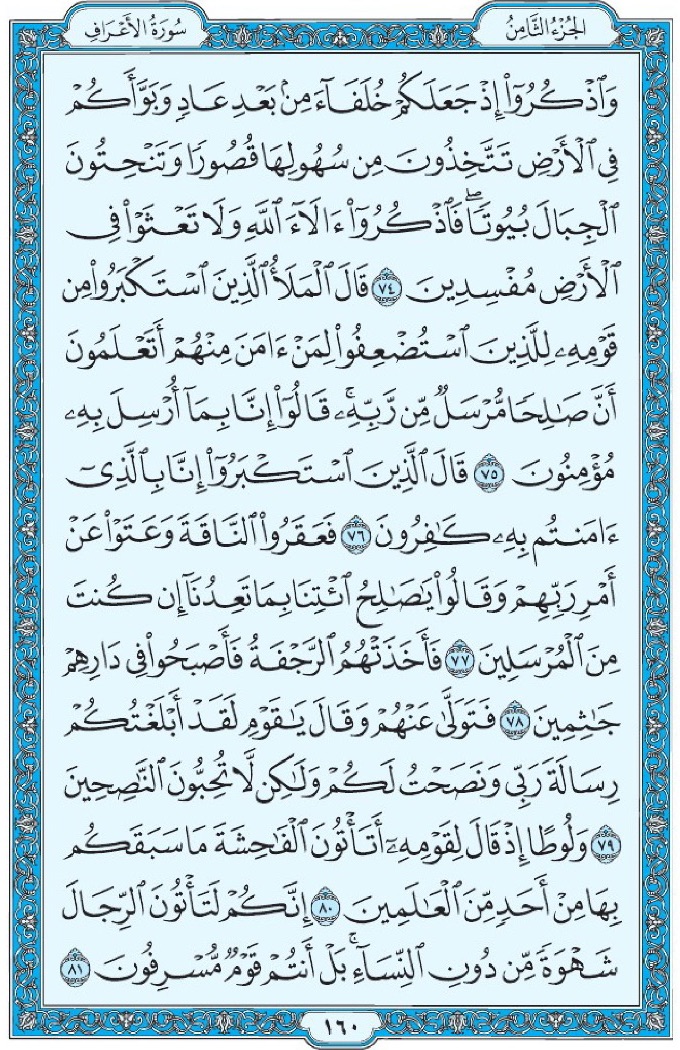 الجُزْءُ الثَّامِنُ
سُورَةُ الأَعْرَافِ
وَٱذۡكُرُوٓاْ إِذۡ جَعَلَكُمۡ خُلَفَآءَ مِنۢ بَعۡدِ عَادٖ وَبَوَّأَكُمۡ
فِي ٱلۡأَرۡضِ تَتَّخِذُونَ مِن سُهُولِهَا قُصُورٗا وَتَنۡحِتُونَ
ٱلۡجِبَالَ بُيُوتٗاۖ فَٱذۡكُرُوٓاْ ءَالَآءَ ٱللَّهِ وَلَا تَعۡثَوۡاْ فِي
ٱلۡأَرۡضِ مُفۡسِدِينَ ٧٤ قَالَ ٱلۡمَلَأُ ٱلَّذِينَ ٱسۡتَكۡبَرُواْ مِن
قَوۡمِهِۦ لِلَّذِينَ ٱسۡتُضۡعِفُواْ لِمَنۡ ءَامَنَ مِنۡهُمۡ أَتَعۡلَمُونَ
أَنَّ صَٰلِحٗا مُّرۡسَلٞ مِّن رَّبِّهِۦۚ قَالُوٓاْ إِنَّا بِمَآ أُرۡسِلَ بِهِۦ
مُؤۡمِنُونَ ٧٥ قَالَ ٱلَّذِينَ ٱسۡتَكۡبَرُوٓاْ إِنَّا بِٱلَّذِيٓ
ءَامَنتُم بِهِۦ كَٰفِرُونَ ٧٦ فَعَقَرُواْ ٱلنَّاقَةَ وَعَتَوۡاْ عَنۡ
أَمۡرِ رَبِّهِمۡ وَقَالُواْ يَٰصَٰلِحُ ٱئۡتِنَا بِمَا تَعِدُنَآ إِن كُنتَ
مِنَ ٱلۡمُرۡسَلِينَ ٧٧ فَأَخَذَتۡهُمُ ٱلرَّجۡفَةُ فَأَصۡبَحُواْ فِي دَارِهِمۡ
جَٰثِمِينَ ٧٨ فَتَوَلَّىٰ عَنۡهُمۡ وَقَالَ يَٰقَوۡمِ لَقَدۡ أَبۡلَغۡتُكُمۡ
رِسَالَةَ رَبِّي وَنَصَحۡتُ لَكُمۡ وَلَٰكِن لَّا تُحِبُّونَ ٱلنَّٰصِحِينَ
٧٩ وَلُوطًا إِذۡ قَالَ لِقَوۡمِهِۦٓ أَتَأۡتُونَ ٱلۡفَٰحِشَةَ مَا سَبَقَكُم
بِهَا مِنۡ أَحَدٖ مِّنَ ٱلۡعَٰلَمِينَ ٨٠ إِنَّكُمۡ لَتَأۡتُونَ ٱلرِّجَالَ
شَهۡوَةٗ مِّن دُونِ ٱلنِّسَآءِۚ بَلۡ أَنتُمۡ قَوۡمٞ مُّسۡرِفُونَ ٨١
١٦٠